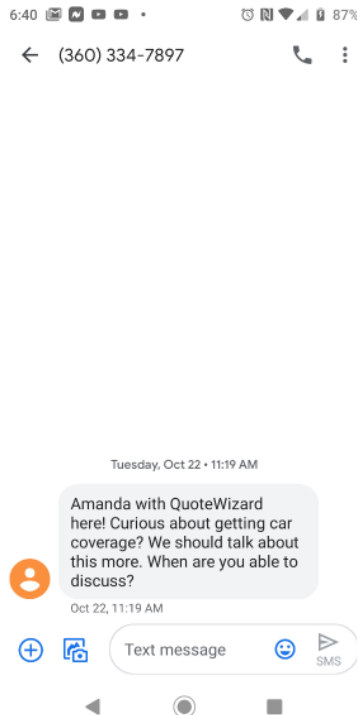 6:40
87%
(360) 334-7897
Tuesday, Oct 22 • 11:19 AM
Amanda with QuoteWizard
here! Curious about getting car
coverage? We should talk about
this more. When are you able to
discuss?
Oct 22, 11:19 AM
Text message
SMS